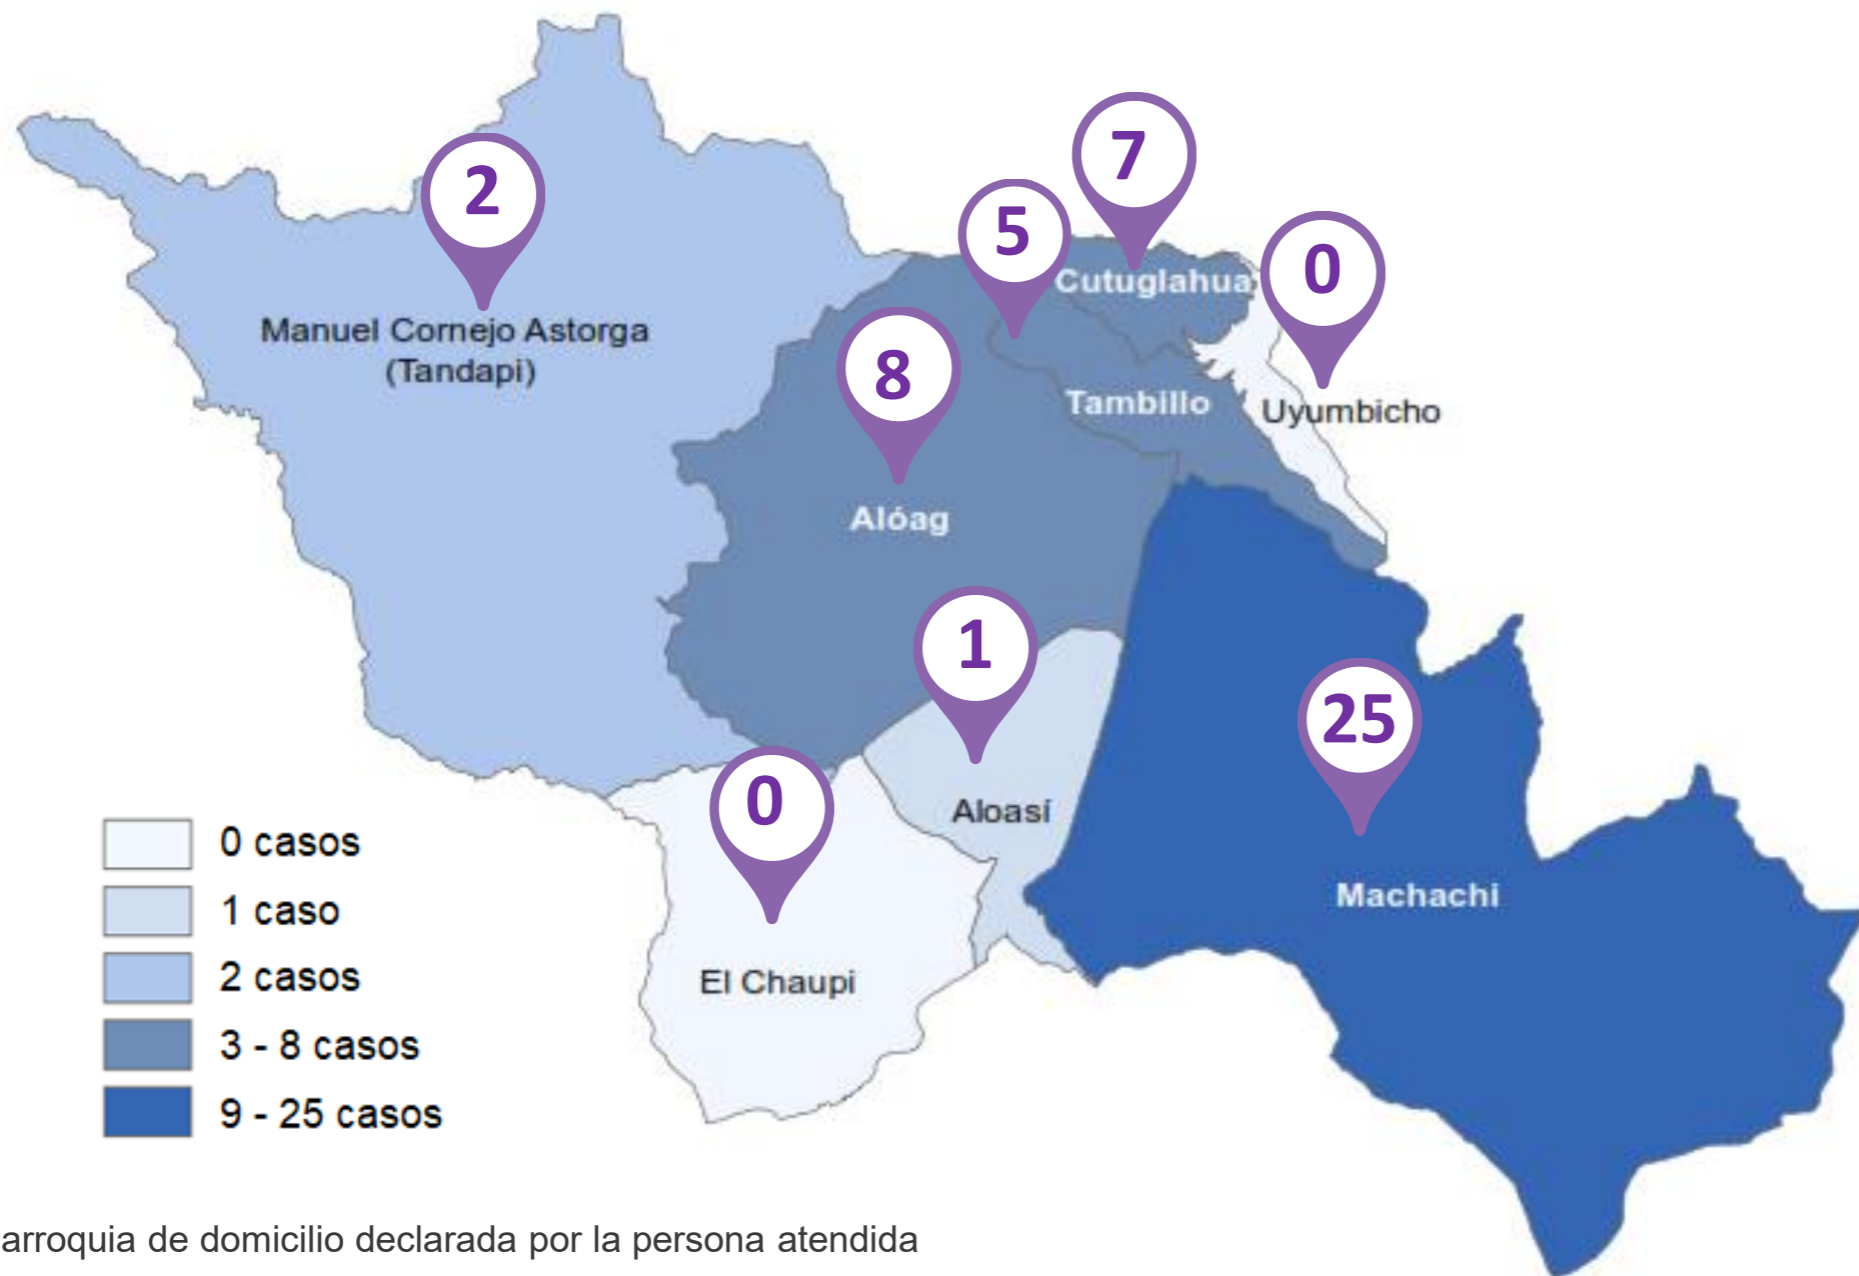 7
2
5
0
Cutuglahua
Manuel Cornejo Astorga
(Tandapi)
8
Tambillo
Uyumbicho
Alóag
1
25
0
Aloasí
Machachi
El Chaupi
0 casos
1 caso
2 casos
3 - 8 casos
9 - 25 casos
arroquia de domicilio declarada por la persona atendida